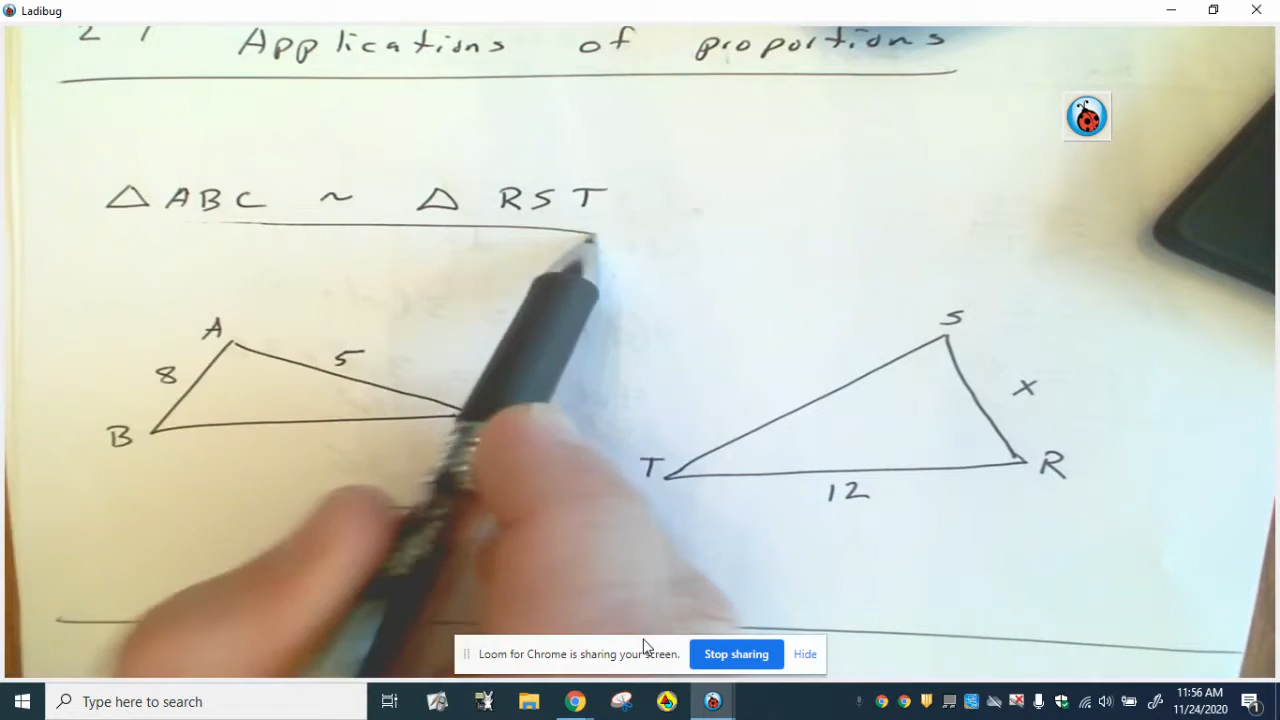 Ladibug
Applications of proportions
△ ABC ~ △ RST
A
8
5
B
S
x
T
R
12
Loom for Chrome is sharing your screen.
Stop sharing
Hide
Type here to search
11:56 AM
11/24/2020
1